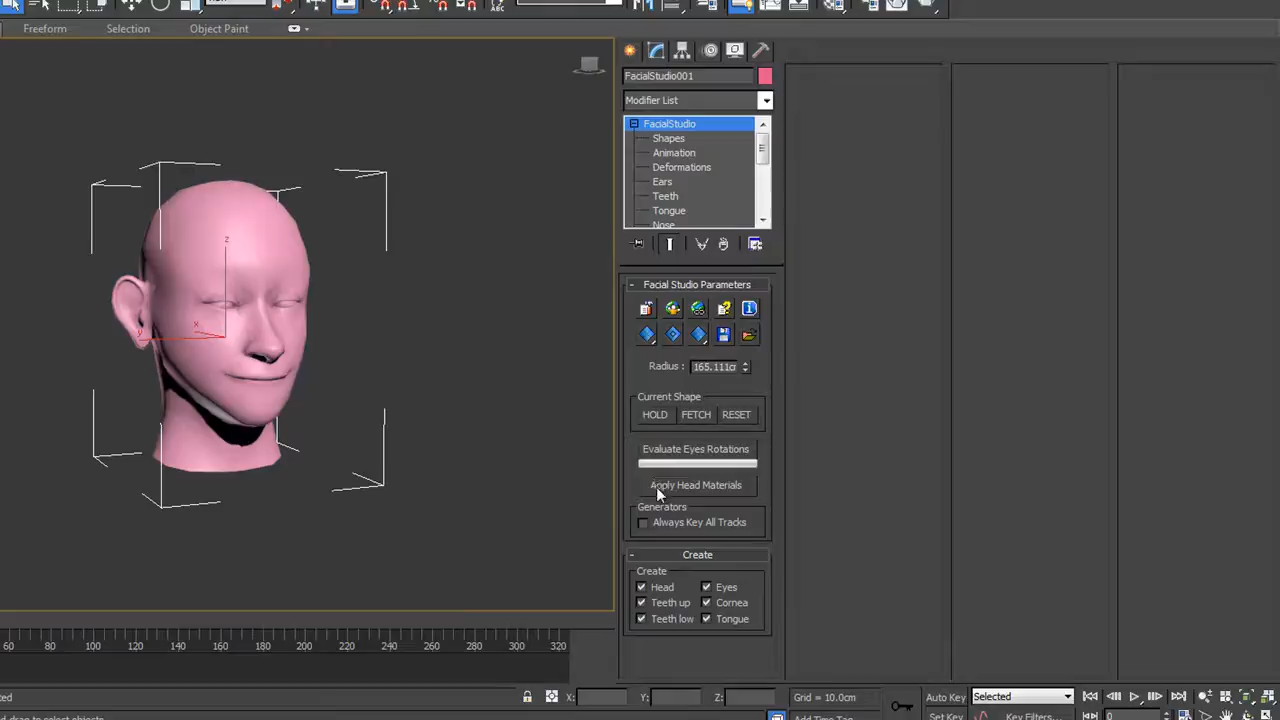 Freeform Selection Object Paint
FacialStudio001
Modifier List
FacialStudio
Shapes
Animation
Deformations
Ears
Teeth
Tongue
Nose
- Facial Studio Parameters
Radius : 165.111cr
Current Shape
HOLD FETCH RESET
Evaluate Eyes Rotations
Apply Head Materials
Generators
Always Key All Tracks
- Create
Create
Head Eyes
Teeth up Cornea
Teeth low Tongue
z
x
y
60 80 100 120 140 160 180 200 220 240 260 280 300 320
X: Y: Z: Grid = 10.0cm Auto Key Selected
Set Key Key Filters...
0